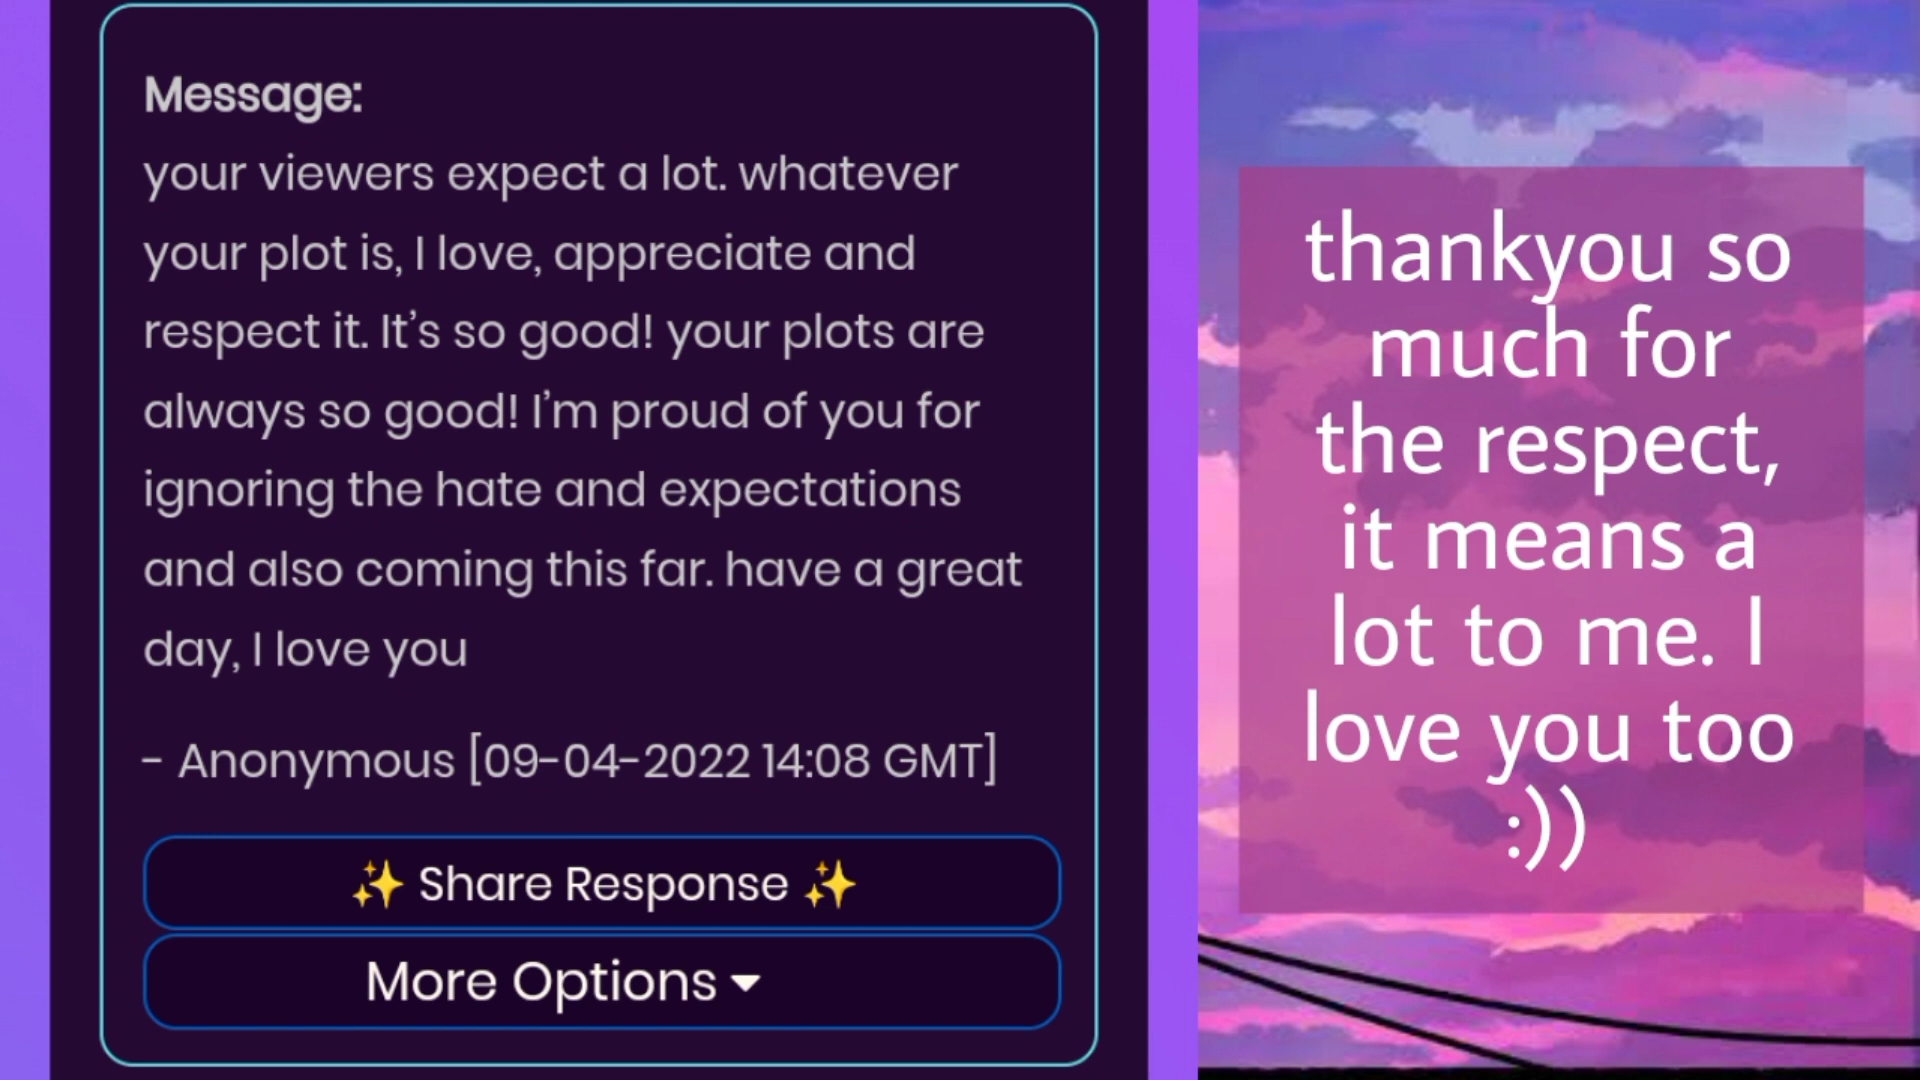 Message:
your viewers expect a lot. whatever
your plot is, I love, appreciate and
respect it. It’s so good! your plots are
always so good! I’m proud of you for
ignoring the hate and expectations
and also coming this far. have a great
day, I love you
- Anonymous [09-04-2022 14:08 GMT]
✨ Share Response ✨
More Options
thankyou so
much for
the respect,
it means a
lot to me. I
love you too
:))